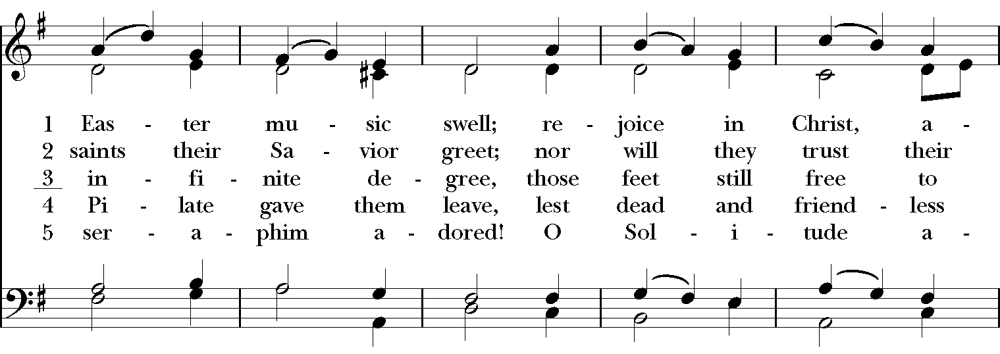 1 Eas - ter mu - sic swell; re - joice in Christ, a -
2 saints their Sa - vior greet; nor will they trust their
3 in - fi - nite de - gree, those feet still free to
4 Pi - late gave them leave, lest dead and friend - less
5 ser - a - phim a - dored! O Sol - i - tude a -